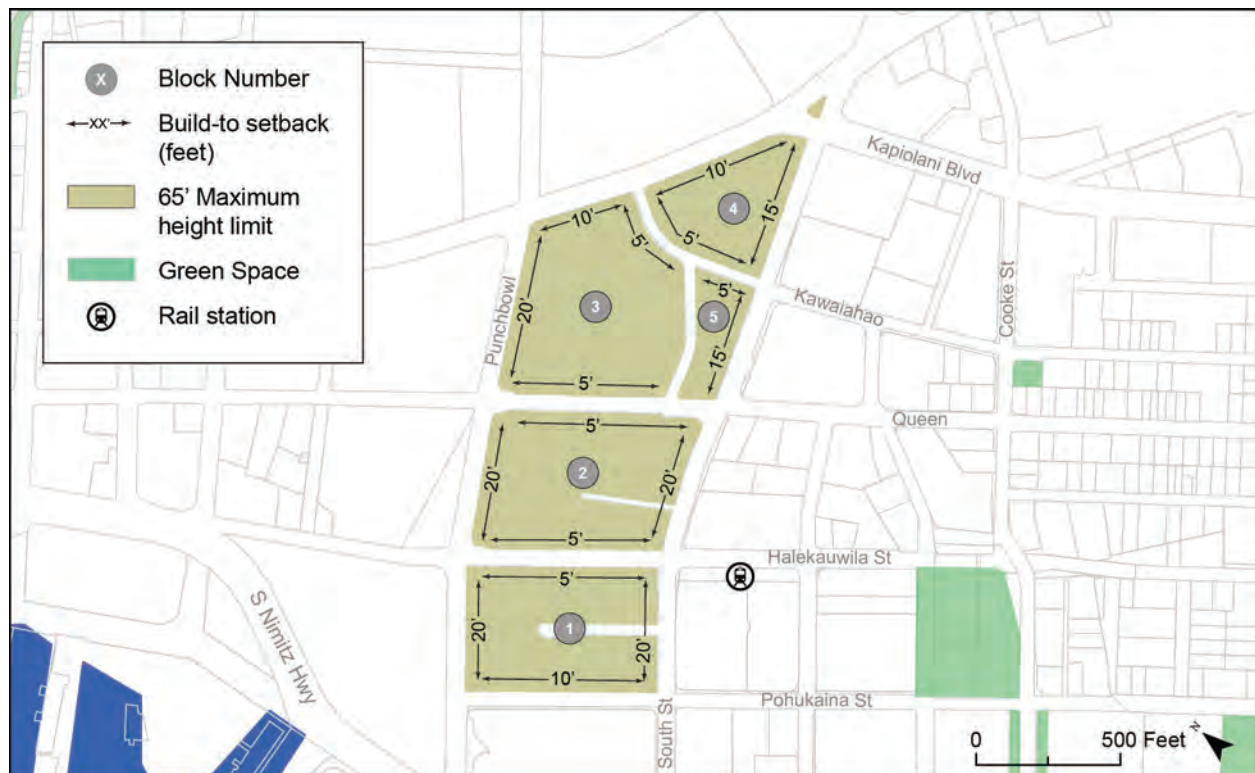 X
Block Number
XX'
Build-to setback
(feet)
65' Maximum
height limit
Green Space
Rail station
Kapiolani Blvd
10'
4
15'
5'
10'
5'
Punchbowl
20'
3
5'
5'
5
15'
Kawaiahao
Cooke St
5'
Queen
5'
20'
2
20'
5'
Halekauwila St
5'
20'
1
20'
10'
S Nimitz Hwy
Pohukaina St
South St
0
500 Feet
N